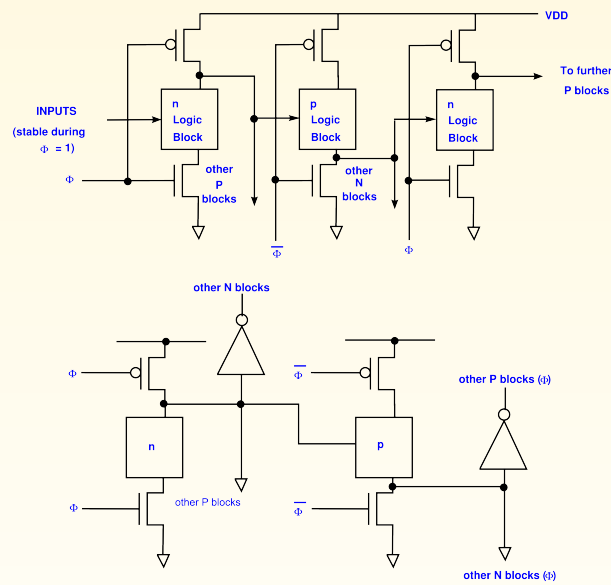 VDD
n
Logic
Block
p
Logic
Block
n
Logic
Block
To further
P blocks
INPUTS
(stable during
Φ = 1)
Φ
other
P
blocks
other
N
blocks
Φ̅
Φ
other N blocks
Φ
Φ̅
other P blocks (Φ)
n
p
other P blocks
Φ
Φ̅
other N blocks (Φ)